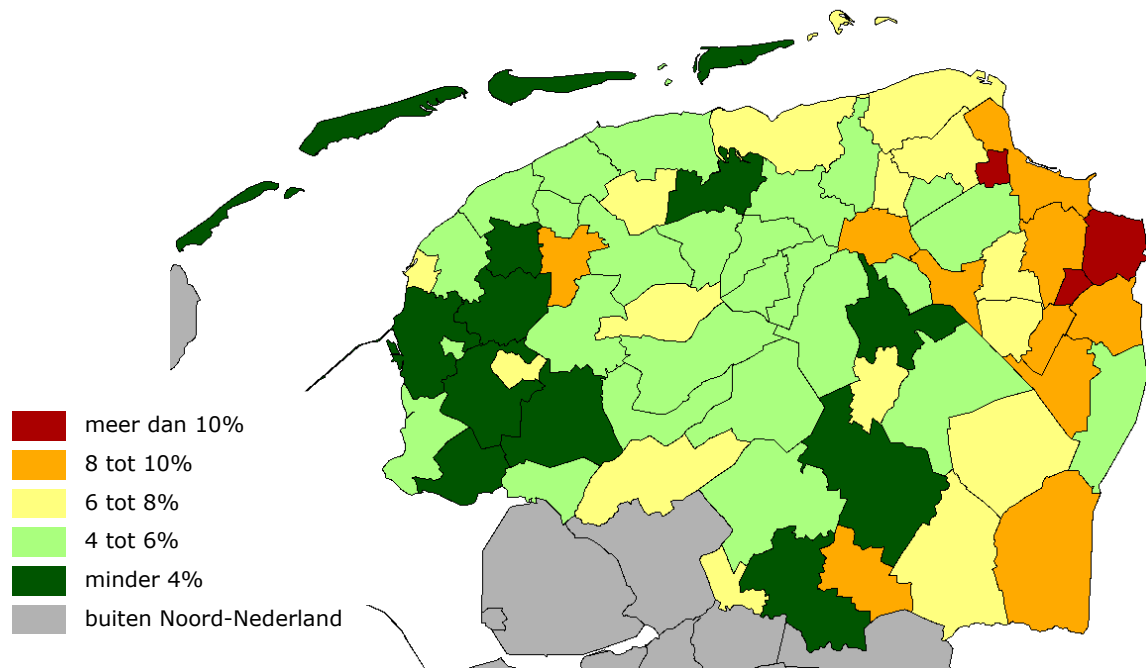 meer dan 10%
8 tot 10%
6 tot 8%
4 tot 6%
minder 4%
buiten Noord-Nederland